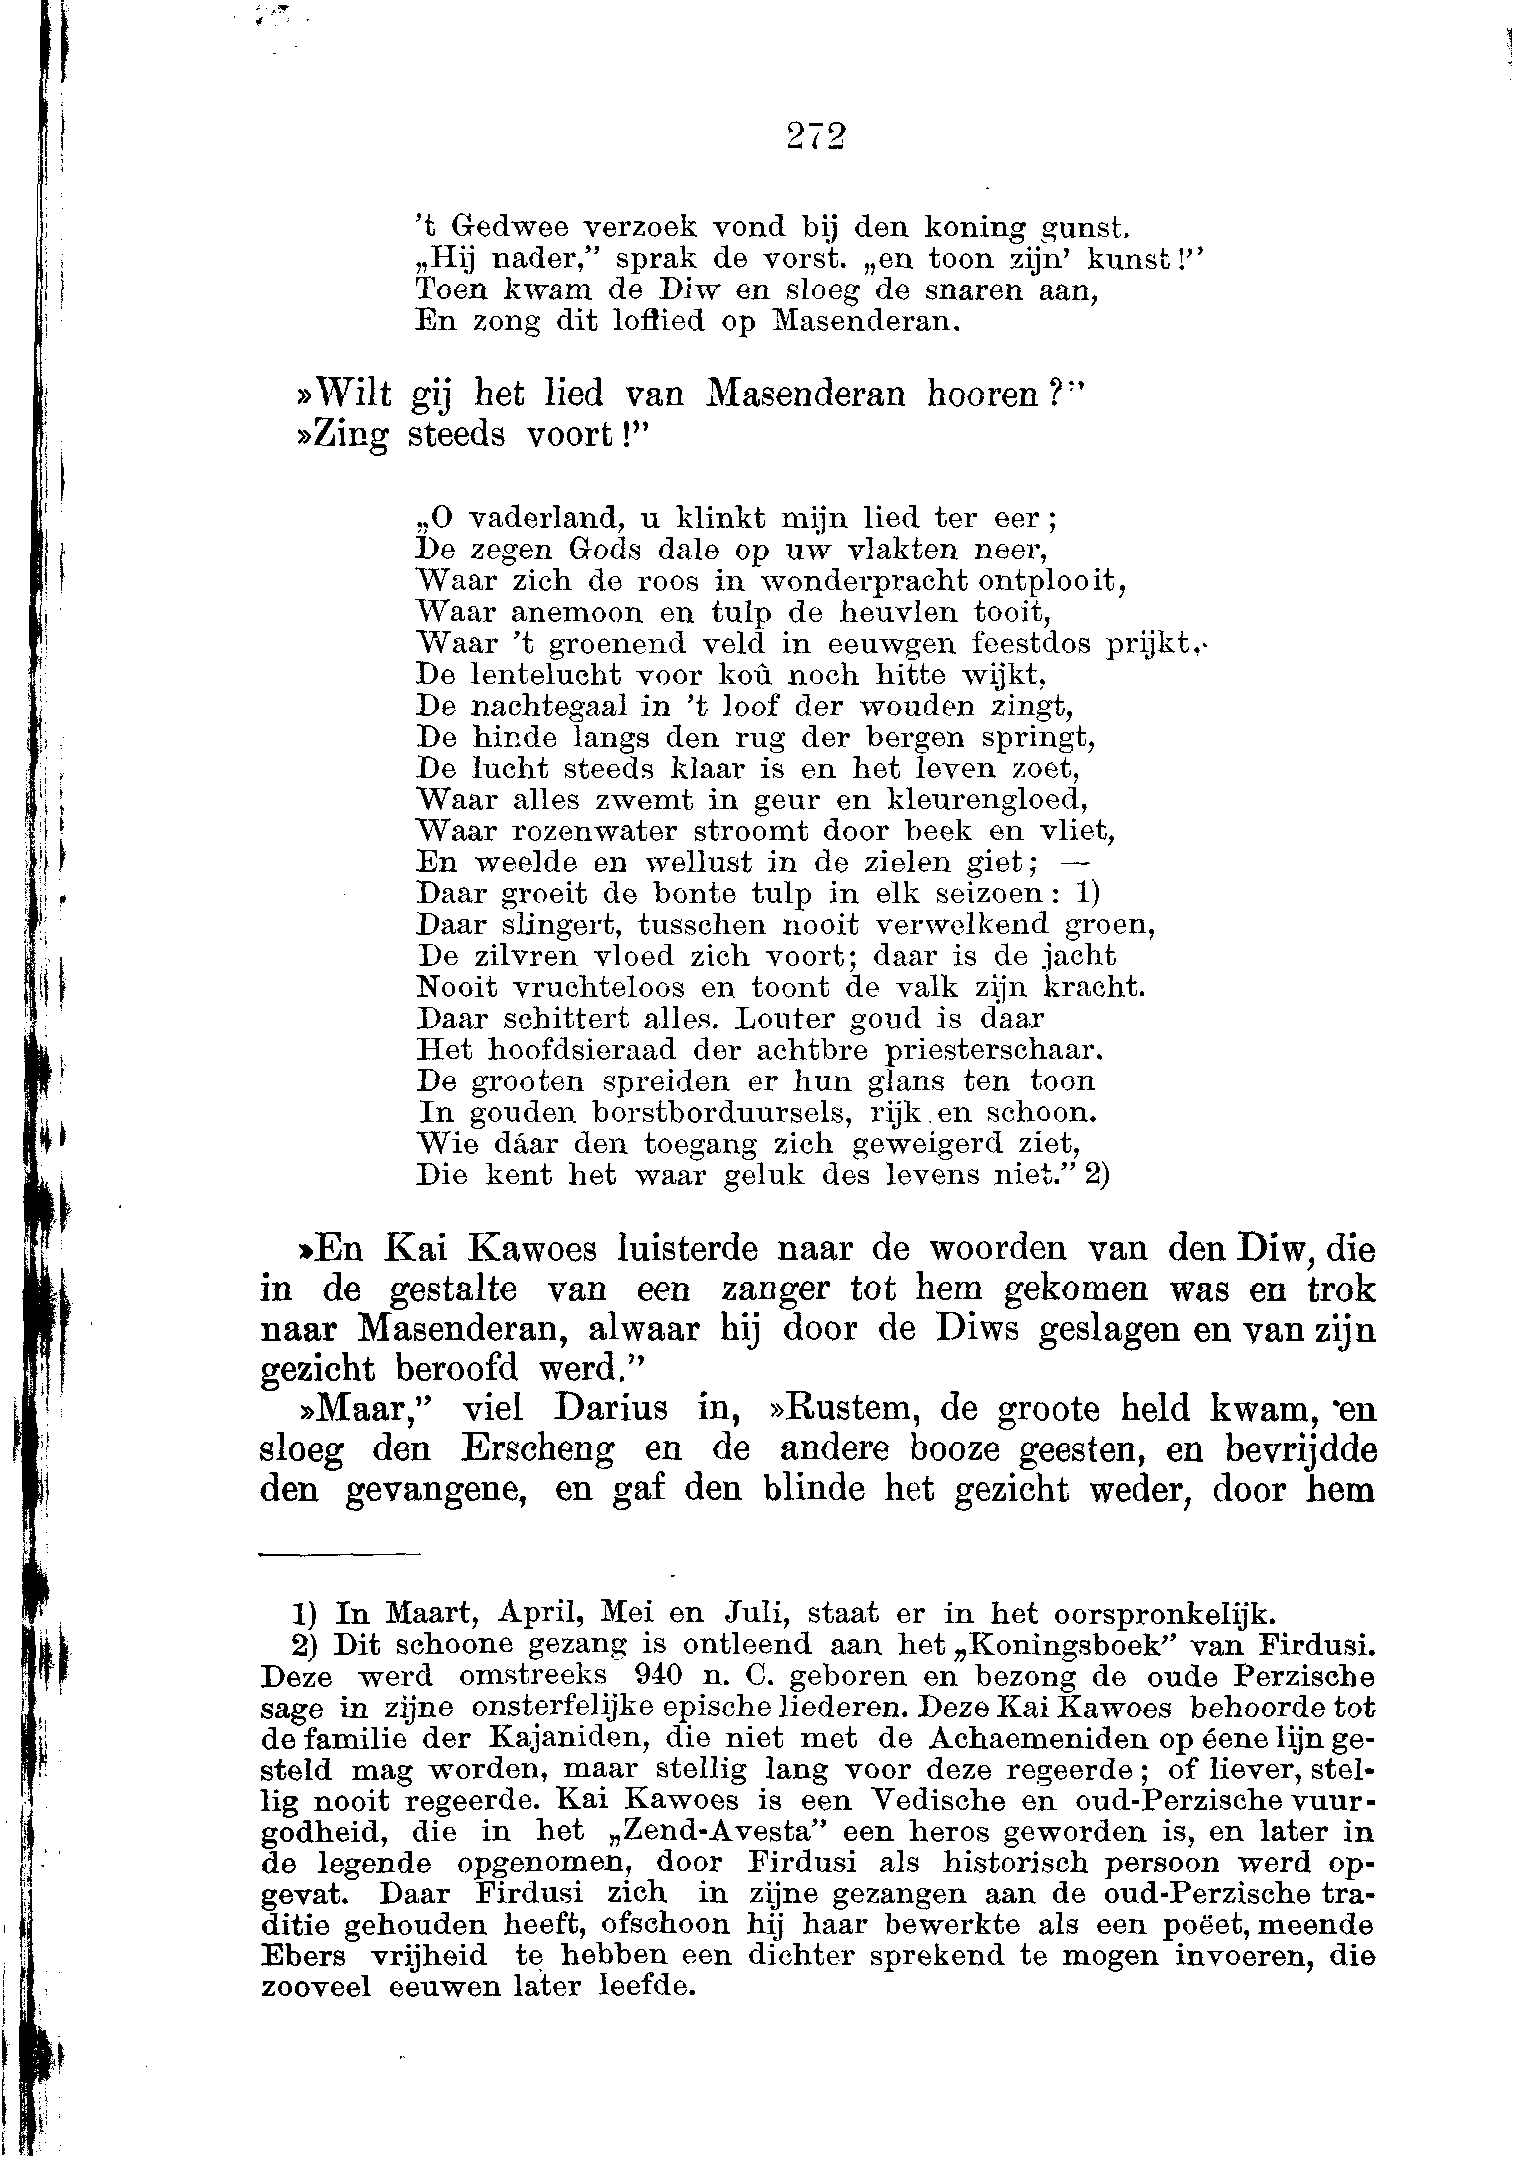 272
’t Gedwee verzoek vond bij den koning gunst.
„Hij nader,” sprak de vorst. „en toon zijn’ kunst!”
Toen kwam de Diw en sloeg de snaren aan,
En zong dit loflied op Masenderan.
»Wilt gij het lied van Masenderan hooren?”
»Zing steeds voort!”
„O vaderland, u klinkt mijn lied ter eer;
De zegen Gods dale op uw vlakten neer,
Waar zich de roos in wonderpracht ontplooit,
Waar anemoon en tulp de heuvlen tooit,
Waar ’t groenend veld in eeuwgen feestdos prijkt,
De lentelucht voor koû noch hitte wijkt,
De nachtegaal in ’t loof der wouden zingt,
De hinde langs den rug der bergen springt,
De lucht steeds klaar is en het leven zoet,
Waar alles zwemt in geur en kleurengloed,
Waar rozenwater stroomt door beek en vliet,
En weelde en wellust in de zielen giet; —
Daar groeit de bonte tulp in elk seizoen: 1)
Daar slingert, tusschen nooit verwelkend groen,
De zilvren vloed zich voort; daar is de jacht
Nooit vruchteloos en toont de valk zijn kracht.
Daar schittert alles. Louter goud is daar
Het hoofdsieraad der achtbre priesterschaar.
De grooten spreiden er hun glans ten toon
In gouden borstborduursels, rijk en schoon.
Wie dáar den toegang zich geweigerd ziet,
Die kent het waar geluk des levens niet.” 2)
»En Kai Kawoes luisterde naar de woorden van den Diw, die
in de gestalte van een zanger tot hem gekomen was en trok
naar Masenderan, alwaar hij door de Diws geslagen en van zijn
gezicht beroofd werd.”
»Maar,” viel Darius in, »Rustem, de groote held kwam, en
sloeg den Erscheng en de andere booze geesten, en bevrijdde
den gevangene, en gaf den blinde het gezicht weder, door hem
1) In Maart, April, Mei en Juli, staat er in het oorspronkelijk.
2) Dit schoone gezang is ontleend aan het „Koningsboek” van Firdusi.
Deze werd omstreeks 940 n. C. geboren en bezong de oude Perzische
sage in zijne onsterfelijke epische liederen. Deze Kai Kawoes behoorde tot
de familie der Kajaniden, die niet met de Achaemeniden op éene lijn ge-
steld mag worden, maar stellig lang voor deze regeerde; of liever, stel-
lig nooit regeerde. Kai Kawoes is een Vedische en oud-Perzische vuur-
godheid, die in het „Zend-Avesta” een heros geworden is, en later in
de legende opgenomen, door Firdusi als historisch persoon werd op-
gevat. Daar Firdusi zich in zijne gezangen aan de oud-Perzische tra-
ditie gehouden heeft, ofschoon hij haar bewerkte als een poëet, meende
Ebers vrijheid te hebben een dichter sprekend te mogen invoeren, die
zooveel eeuwen later leefde.